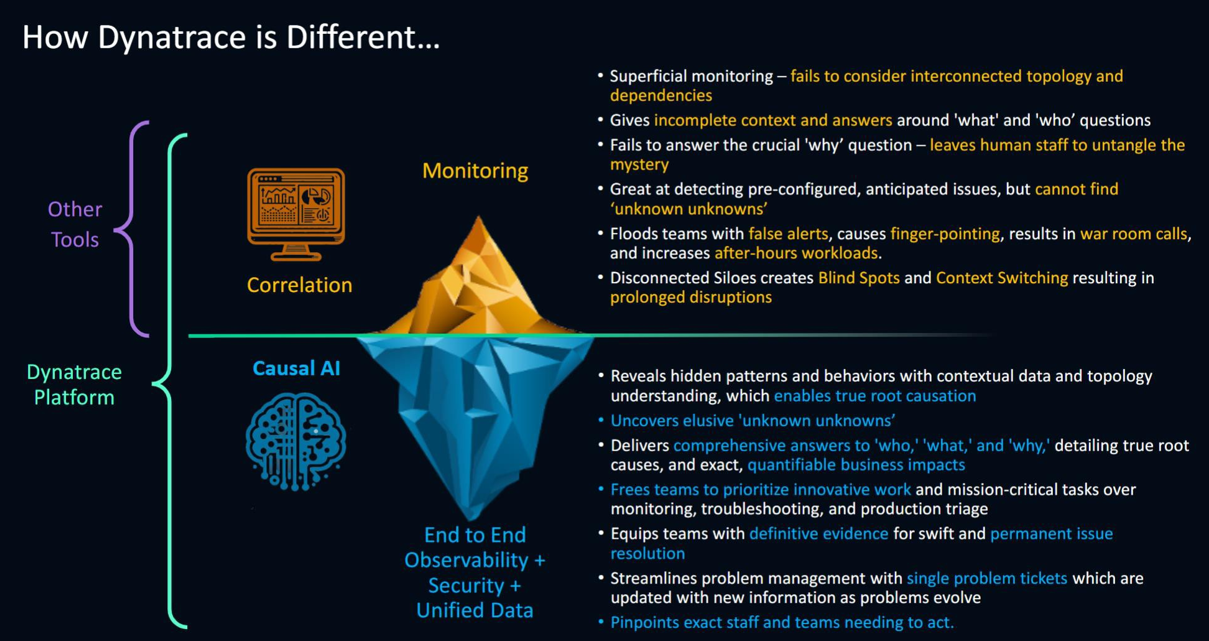 How Dynatrace is Different...
Other
Tools
Dynatrace
Platform
Correlation
Monitoring
Causal AI
End to End
Observability +
Security +
Unified Data
• Superficial monitoring – fails to consider interconnected topology and
dependencies
• Gives incomplete context and answers around 'what' and 'who’ questions
• Fails to answer the crucial 'why’ question – leaves human staff to untangle the
mystery
• Great at detecting pre-configured, anticipated issues, but cannot find
‘unknown unknowns’
• Floods teams with false alerts, causes finger-pointing, results in war room calls,
and increases after-hours workloads.
• Disconnected Siloes creates Blind Spots and Context Switching resulting in
prolonged disruptions
• Reveals hidden patterns and behaviors with contextual data and topology
understanding, which enables true root causation
• Uncovers elusive 'unknown unknowns’
• Delivers comprehensive answers to 'who,' 'what,' and 'why,' detailing true root
causes, and exact, quantifiable business impacts
• Frees teams to prioritize innovative work and mission-critical tasks over
monitoring, troubleshooting, and production triage
• Equips teams with definitive evidence for swift and permanent issue
resolution
• Streamlines problem management with single problem tickets which are
updated with new information as problems evolve
• Pinpoints exact staff and teams needing to act.